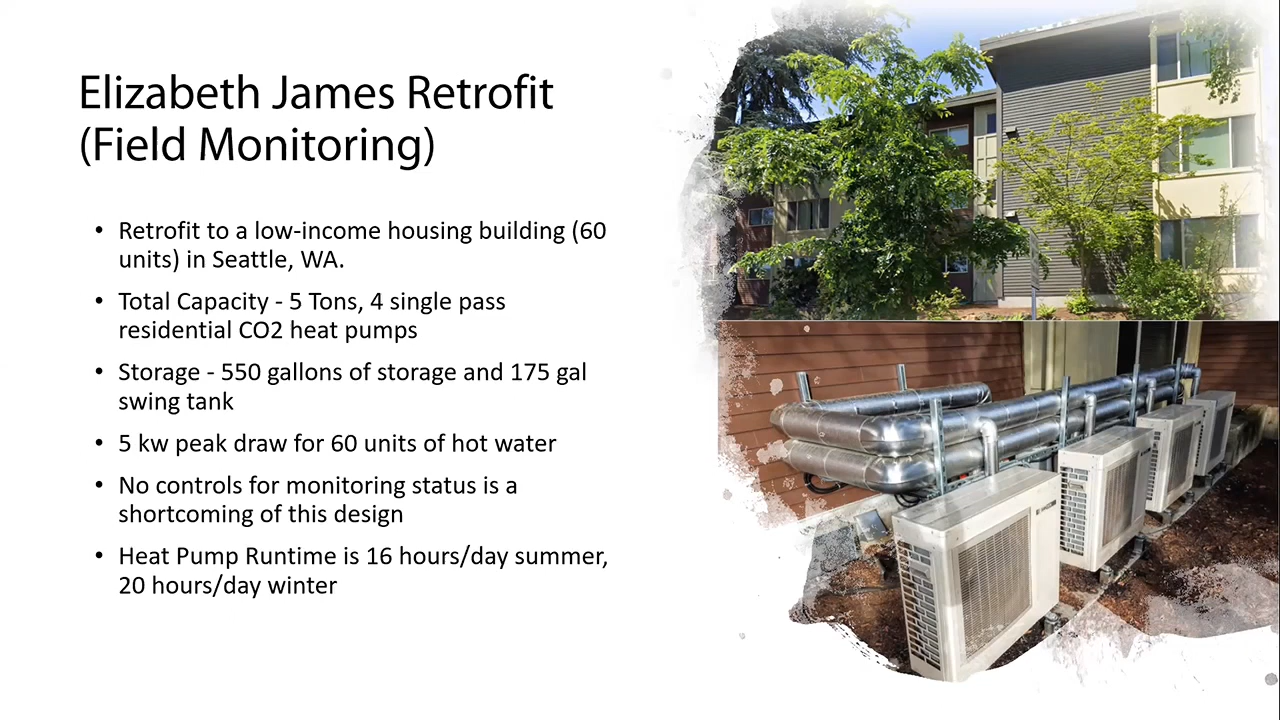 Elizabeth James Retrofit
(Field Monitoring)
• Retrofit to a low-income housing building (60
units) in Seattle, WA.
• Total Capacity - 5 Tons, 4 single pass
residential CO2 heat pumps
• Storage - 550 gallons of storage and 175 gal
swing tank
• 5 kw peak draw for 60 units of hot water
• No controls for monitoring status is a
shortcoming of this design
• Heat Pump Runtime is 16 hours/day summer,
20 hours/day winter